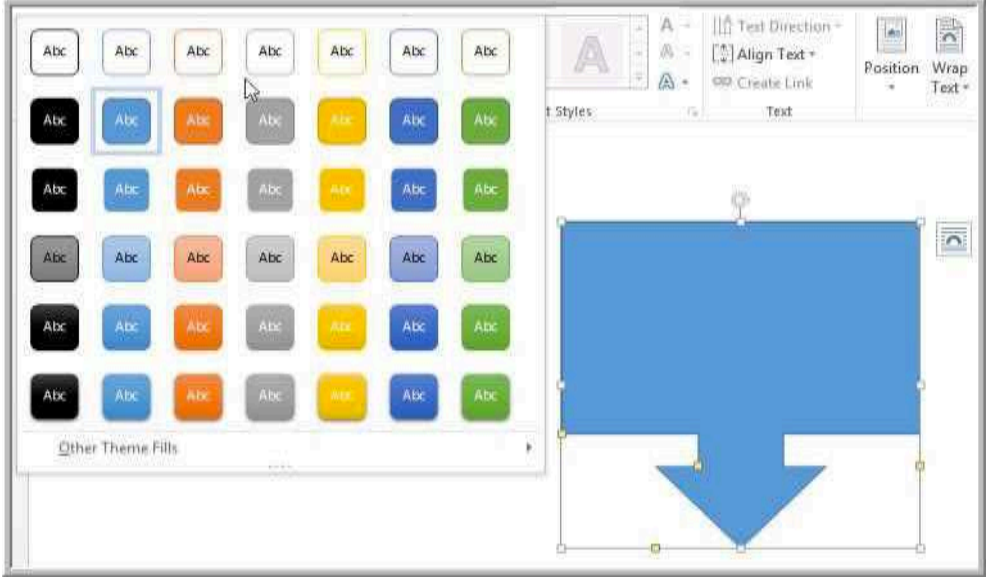 Abc Abc Abc Abc Abc Abc Abc
Abc Abc Abc Abc Abc Abc Abc
Abc Abc Abc Abc Abc Abc Abc
Abc Abc Abc Abc Abc Abc Abc
Abc Abc Abc Abc Abc Abc Abc
Abc Abc Abc Abc Abc Abc Abc
Other Theme Fills
A
A
A
A
Text Direction
Align Text
Create Link
t Styles
Text
Position
Wrap
Text